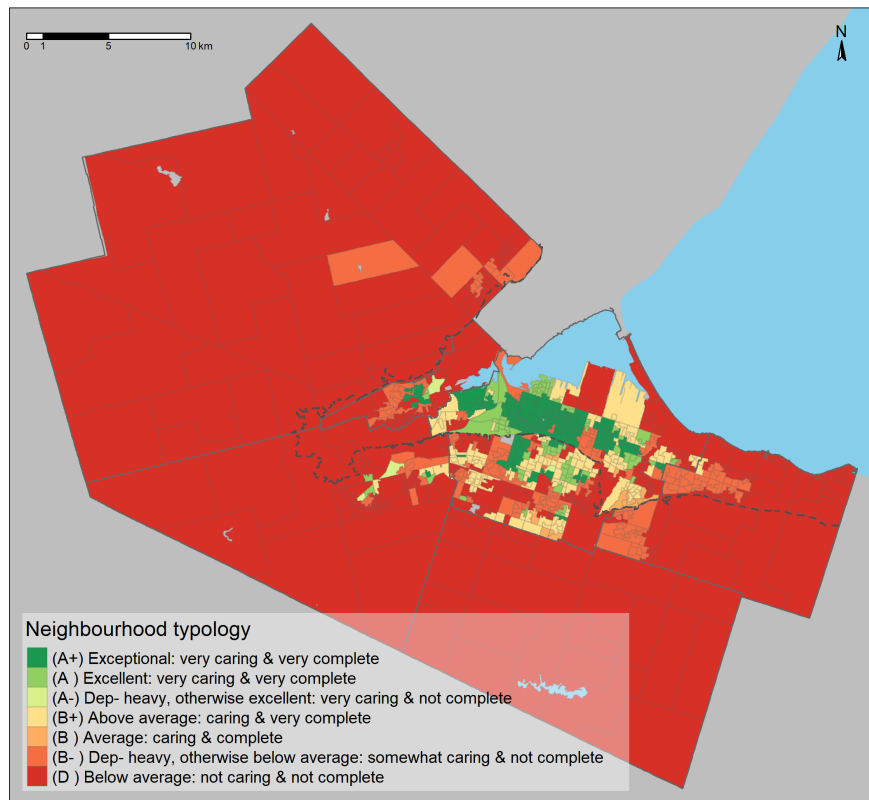 N
0 1 5 10 km
Neighbourhood typology
(A+) Exceptional: very caring & very complete
(A ) Excellent: very caring & very complete
(A-) Dep- heavy, otherwise excellent: very caring & not complete
(B+) Above average: caring & very complete
(B ) Average: caring & complete
(B- ) Dep- heavy, otherwise below average: somewhat caring & not complete
(D ) Below average: not caring & not complete